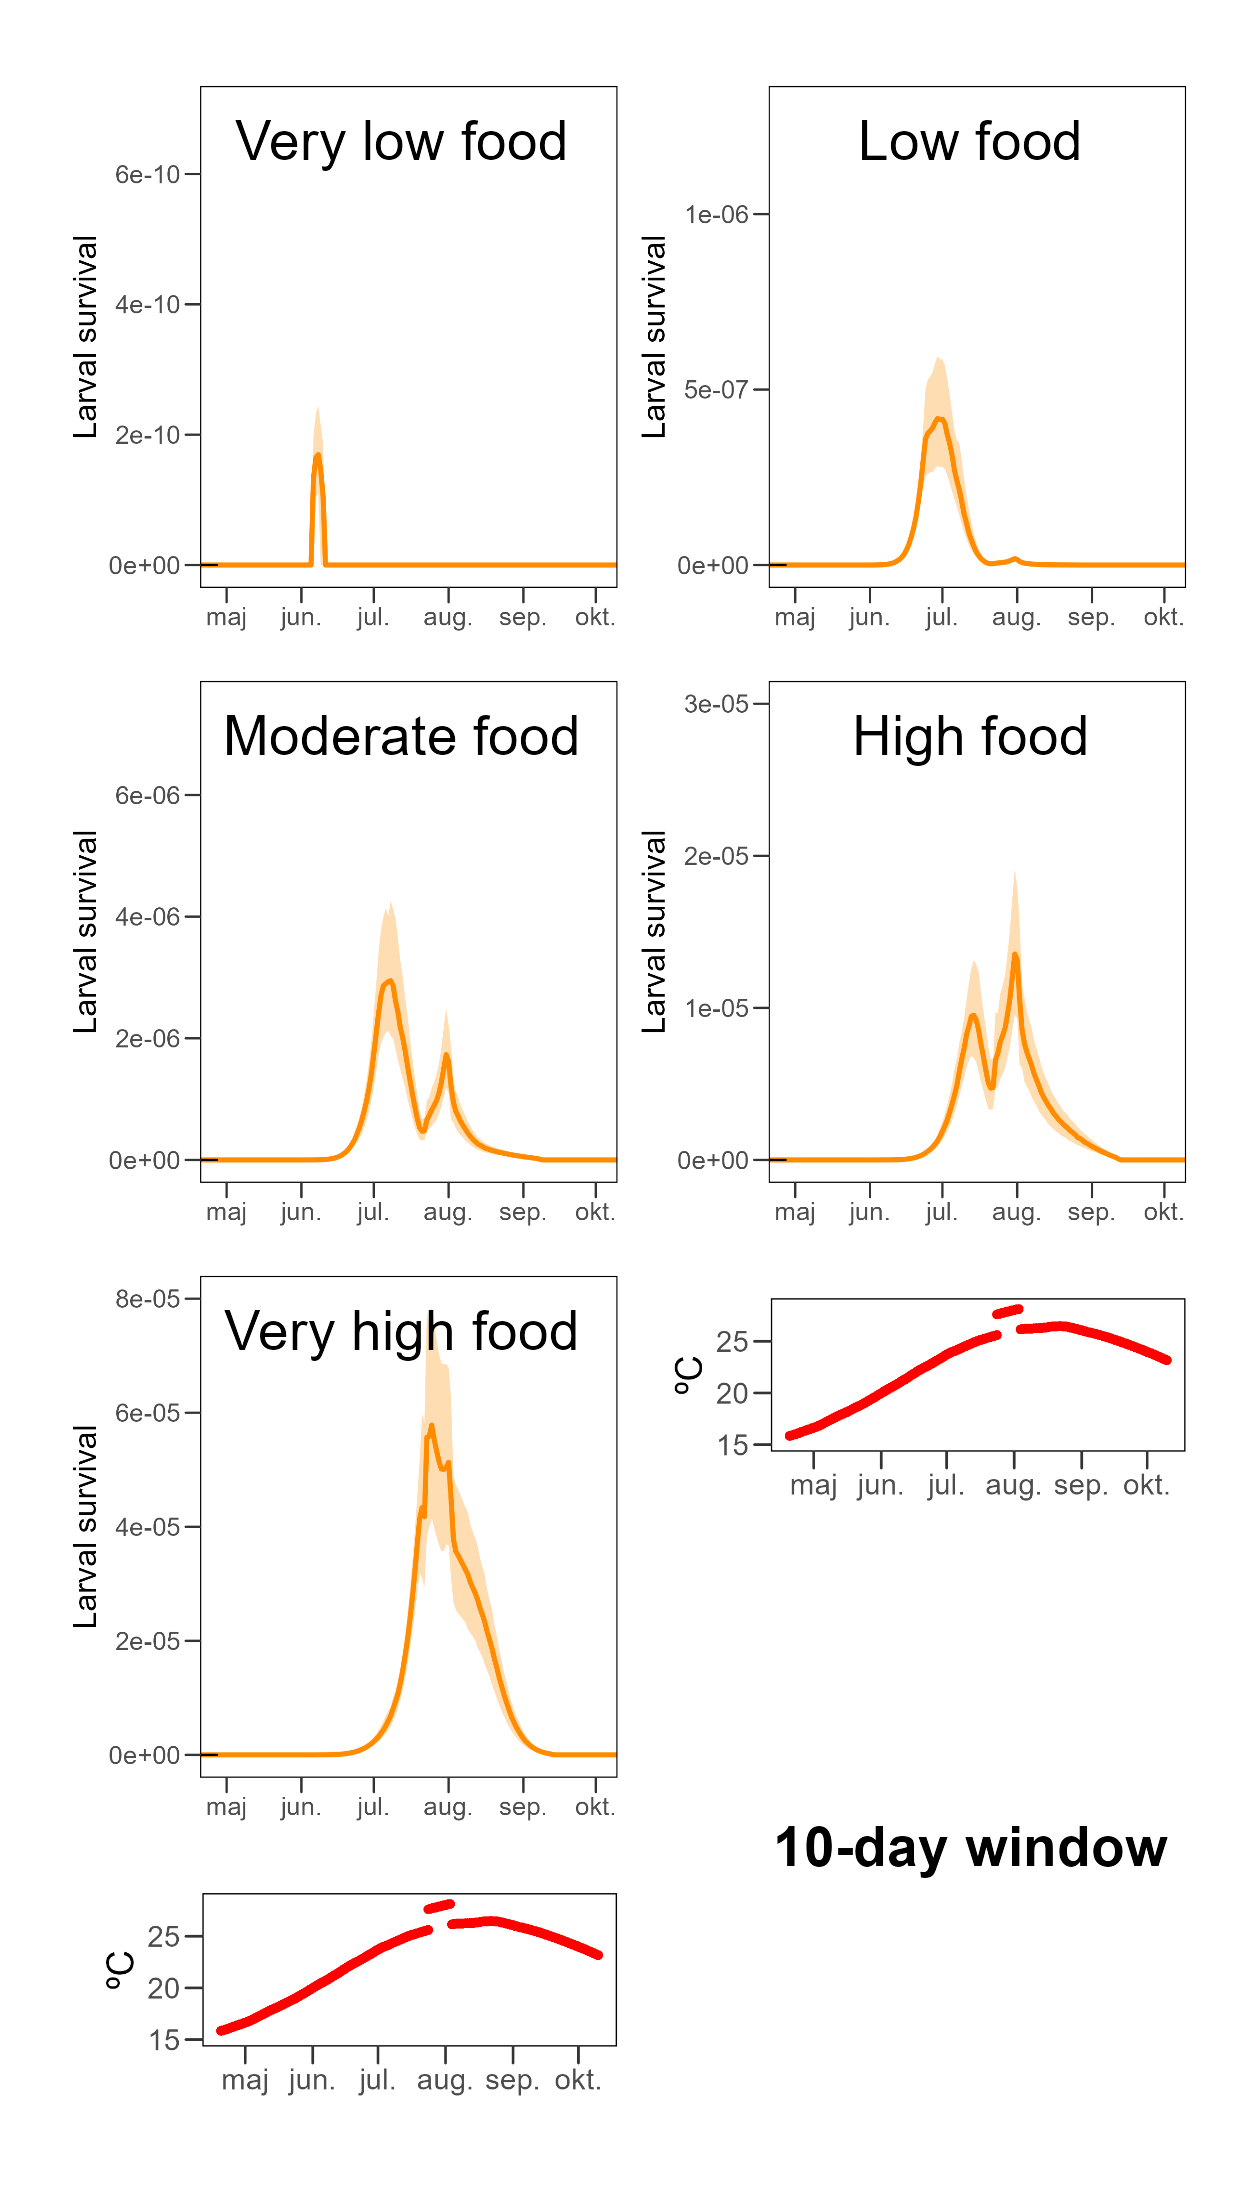 Very low food
Larval survival
6e-10
4e-10
2e-10
0e+00
maj jun. jul. aug. sep. okt.
Low food
Larval survival
1e-06
5e-07
0e+00
maj jun. jul. aug. sep. okt.
Moderate food
Larval survival
6e-06
4e-06
2e-06
0e+00
maj jun. jul. aug. sep. okt.
High food
Larval survival
3e-05
2e-05
1e-05
0e+00
maj jun. jul. aug. sep. okt.
Very high food
Larval survival
8e-05
6e-05
4e-05
2e-05
0e+00
maj jun. jul. aug. sep. okt.
ºC
25
20
15
maj jun. jul. aug. sep. okt.
10-day window
ºC
25
20
15
maj jun. jul. aug. sep. okt.